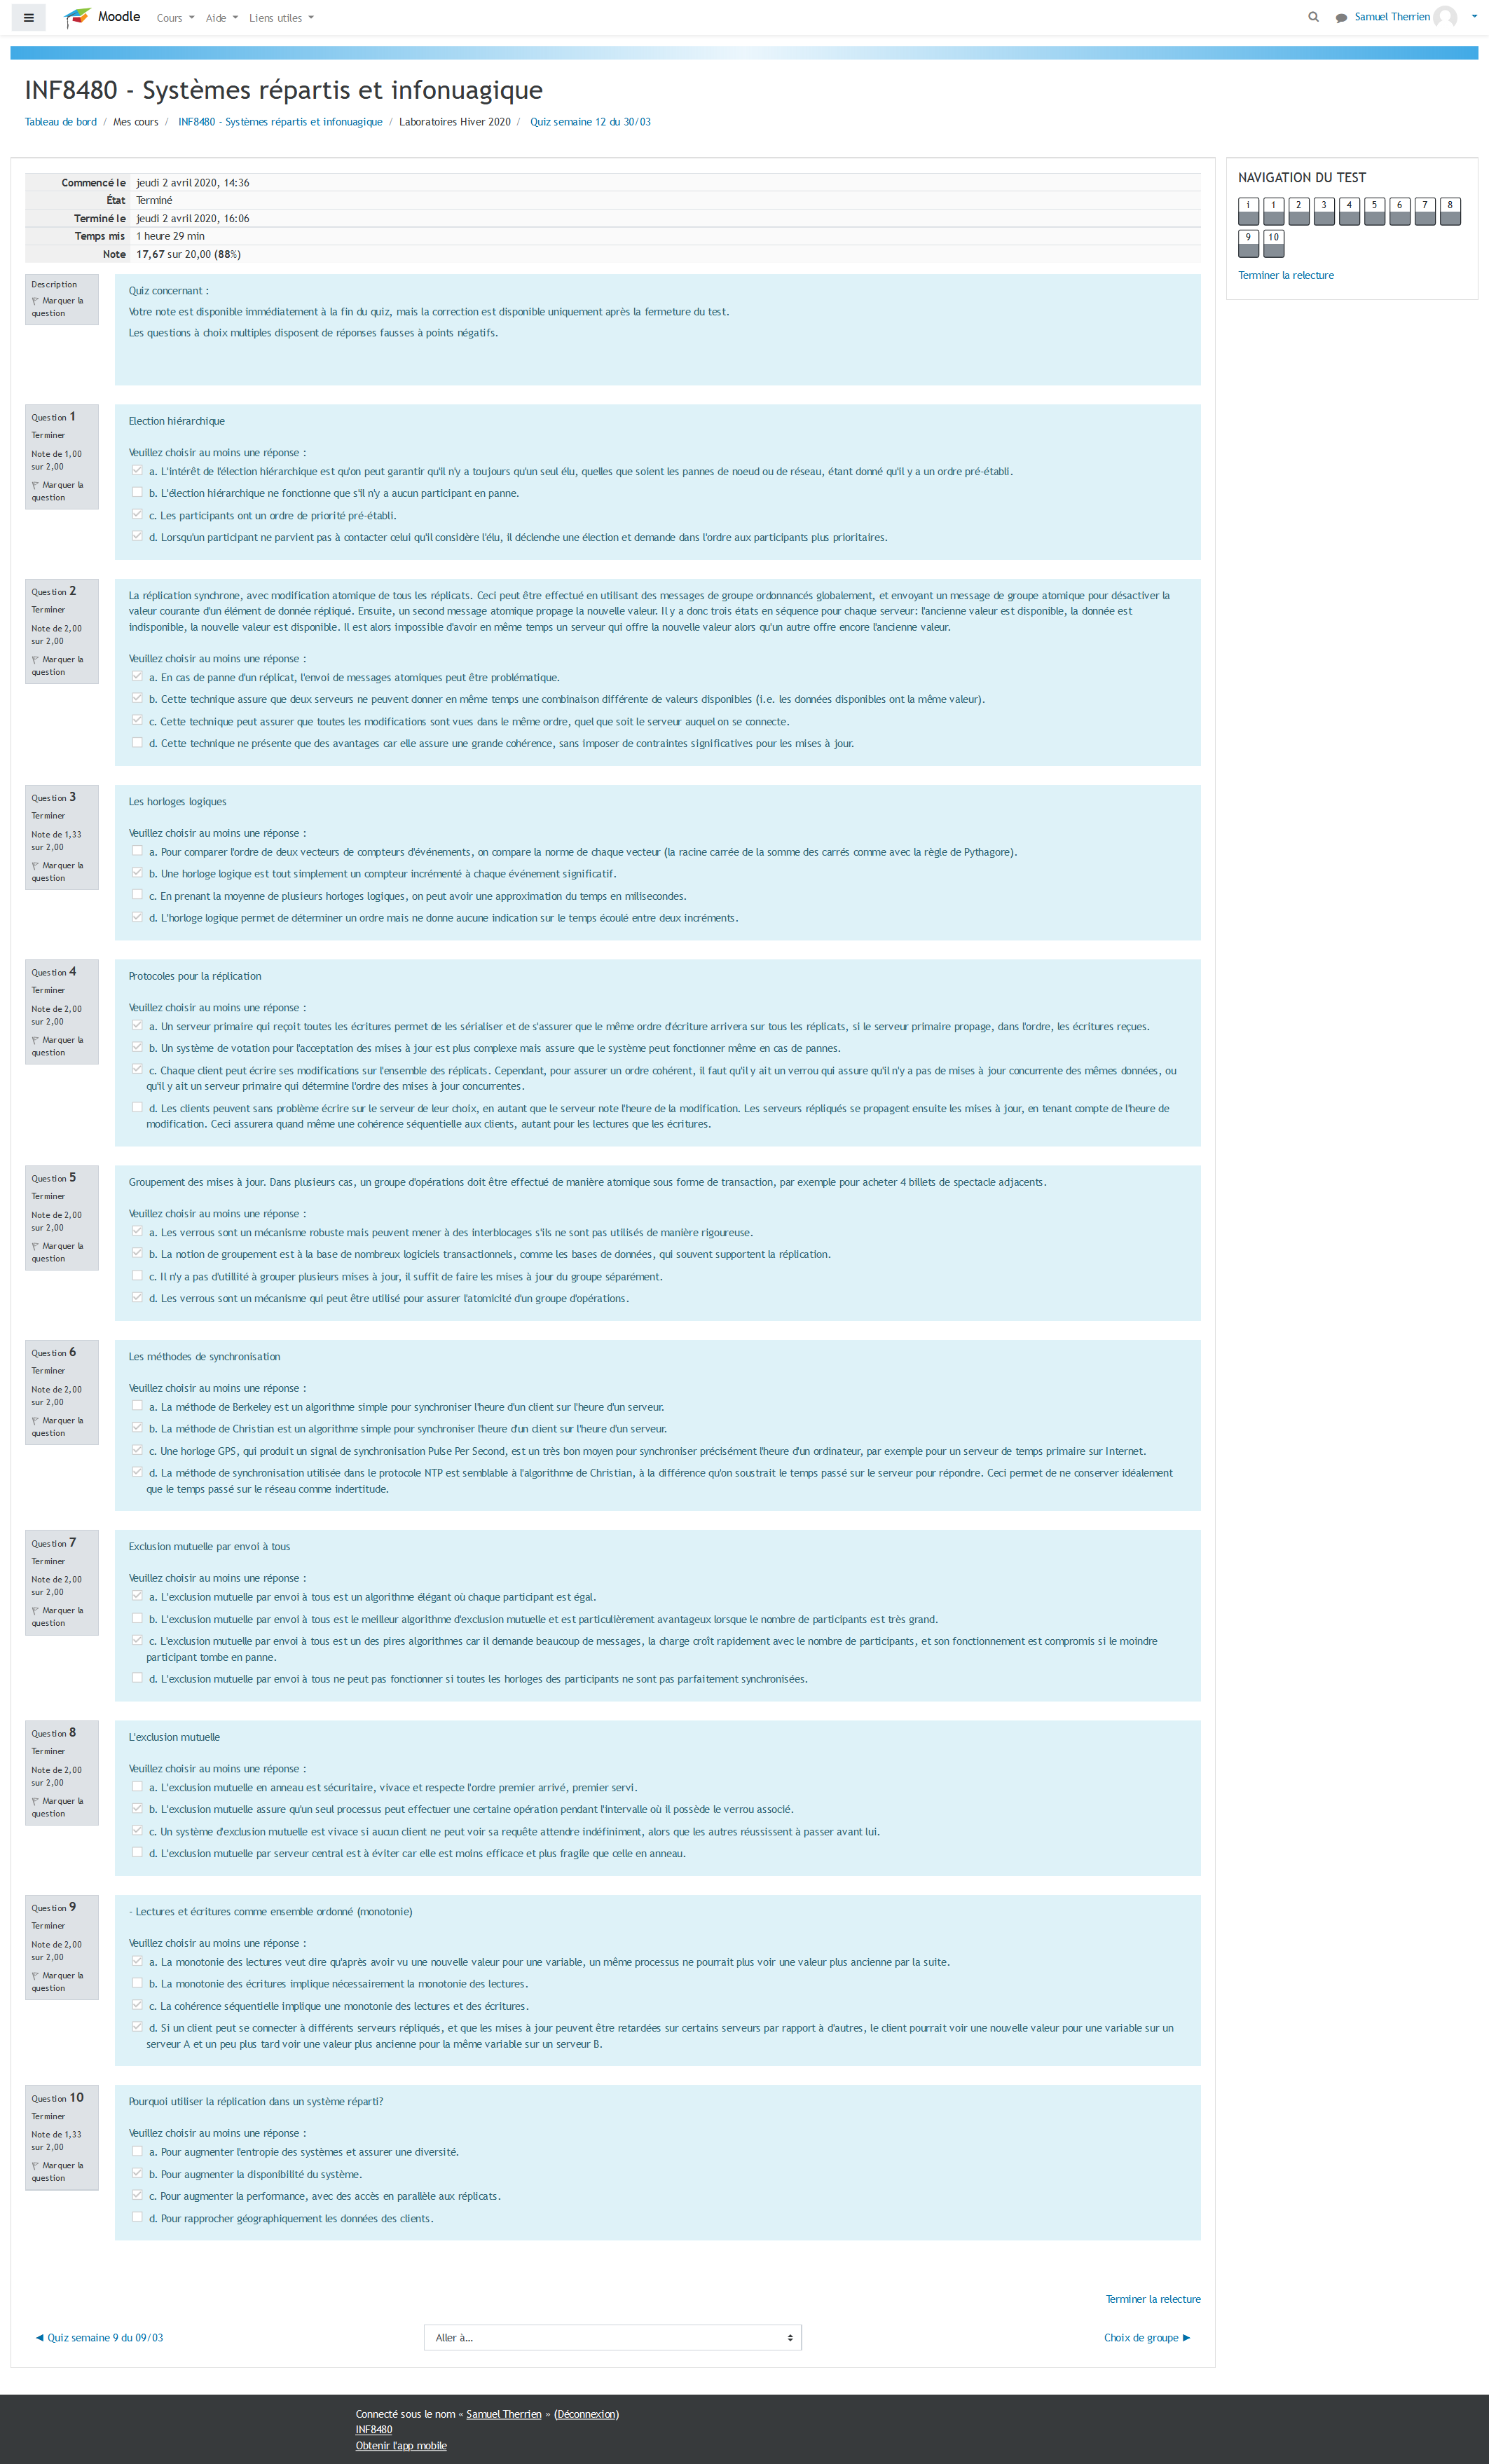 Moodle Cours Aide Liens utiles Samuel Therrien
INF8480 - Systèmes répartis et infonuagique
Tableau de bord / Mes cours / INF8480 - Systèmes répartis et infonuagique / Laboratoires Hiver 2020 / Quiz semaine 12 du 30/03
Commencé le jeudi 2 avril 2020, 14:36
État Terminé
Terminé le jeudi 2 avril 2020, 16:06
Temps mis 1 heure 29 min
Note 17,67 sur 20,00 (88%)
NAVIGATION DU TEST
i 1 2 3 4 5 6 7 8
9 10
Terminer la relecture
Description
Marquer la
question
Quiz concernant :
Votre note est disponible immédiatement à la fin du quiz, mais la correction est disponible uniquement après la fermeture du test.
Les questions à choix multiples disposent de réponses fausses à points négatifs.
Question 1
Terminer
Note de 1,00
sur 2,00
Marquer la
question
Election hiérarchique
Veuillez choisir au moins une réponse :
a. L'intérêt de l'élection hiérarchique est qu'on peut garantir qu'il n'y a toujours qu'un seul élu, quelles que soient les pannes de noeud ou de réseau, étant donné qu'il y a un ordre pré-établi.
b. L'élection hiérarchique ne fonctionne que s'il n'y a aucun participant en panne.
c. Les participants ont un ordre de priorité pré-établi.
d. Lorsqu'un participant ne parvient pas à contacter celui qu'il considère l'élu, il déclenche une élection et demande dans l'ordre aux participants plus prioritaires.
Question 2
Terminer
Note de 2,00
sur 2,00
Marquer la
question
La réplication synchrone, avec modification atomique de tous les réplicats. Ceci peut être effectué en utilisant des messages de groupe ordonnancés globalement, et envoyant un message de groupe atomique pour désactiver la
valeur courante d'un élément de donnée répliqué. Ensuite, un second message atomique propage la nouvelle valeur. Il y a donc trois états en séquence pour chaque serveur: l'ancienne valeur est disponible, la donnée est
indisponible, la nouvelle valeur est disponible. Il est alors impossible d'avoir en même temps un serveur qui offre la nouvelle valeur alors qu'un autre offre encore l'ancienne valeur.
Veuillez choisir au moins une réponse :
a. En cas de panne d'un réplicat, l'envoi de messages atomiques peut être problématique.
b. Cette technique assure que deux serveurs ne peuvent donner en même temps une combinaison différente de valeurs disponibles (i.e. les données disponibles ont la même valeur).
c. Cette technique peut assurer que toutes les modifications sont vues dans le même ordre, quel que soit le serveur auquel on se connecte.
d. Cette technique ne présente que des avantages car elle assure une grande cohérence, sans imposer de contraintes significatives pour les mises à jour.
Question 3
Terminer
Note de 1,33
sur 2,00
Marquer la
question
Les horloges logiques
Veuillez choisir au moins une réponse :
a. Pour comparer l'ordre de deux vecteurs de compteurs d'événements, on compare la norme de chaque vecteur (la racine carrée de la somme des carrés comme avec la règle de Pythagore).
b. Une horloge logique est tout simplement un compteur incrémenté à chaque événement significatif.
c. En prenant la moyenne de plusieurs horloges logiques, on peut avoir une approximation du temps en milisecondes.
d. L'horloge logique permet de déterminer un ordre mais ne donne aucune indication sur le temps écoulé entre deux incréments.
Question 4
Terminer
Note de 2,00
sur 2,00
Marquer la
question
Protocoles pour la réplication
Veuillez choisir au moins une réponse :
a. Un serveur primaire qui reçoit toutes les écritures permet de les sérialiser et de s'assurer que le même ordre d'écriture arrivera sur tous les réplicats, si le serveur primaire propage, dans l'ordre, les écritures reçues.
b. Un système de votation pour l'acceptation des mises à jour est plus complexe mais assure que le système peut fonctionner même en cas de pannes.
c. Chaque client peut écrire ses modifications sur l'ensemble des réplicats. Cependant, pour assurer un ordre cohérent, il faut qu'il y ait un verrou qui assure qu'il n'y a pas de mises à jour concurrente des mêmes données, ou
qu'il y ait un serveur primaire qui détermine l'ordre des mises à jour concurrentes.
d. Les clients peuvent sans problème écrire sur le serveur de leur choix, en autant que le serveur note l'heure de la modification. Les serveurs répliqués se propagent ensuite les mises à jour, en tenant compte de l'heure de
modification. Ceci assurera quand même une cohérence séquentielle aux clients, autant pour les lectures que les écritures.
Question 5
Terminer
Note de 2,00
sur 2,00
Marquer la
question
Groupement des mises à jour. Dans plusieurs cas, un groupe d'opérations doit être effectué de manière atomique sous forme de transaction, par exemple pour acheter 4 billets de spectacle adjacents.
Veuillez choisir au moins une réponse :
a. Les verrous sont un mécanisme robuste mais peuvent mener à des interblocages s'ils ne sont pas utilisés de manière rigoureuse.
b. La notion de groupement est à la base de nombreux logiciels transactionnels, comme les bases de données, qui souvent supportent la réplication.
c. Il n'y a pas d'utillité à grouper plusieurs mises à jour, il suffit de faire les mises à jour du groupe séparément.
d. Les verrous sont un mécanisme qui peut être utilisé pour assurer l'atomicité d'un groupe d'opérations.
Question 6
Terminer
Note de 2,00
sur 2,00
Marquer la
question
Les méthodes de synchronisation
Veuillez choisir au moins une réponse :
a. La méthode de Berkeley est un algorithme simple pour synchroniser l'heure d'un client sur l'heure d'un serveur.
b. La méthode de Christian est un algorithme simple pour synchroniser l'heure d'un client sur l'heure d'un serveur.
c. Une horloge GPS, qui produit un signal de synchronisation Pulse Per Second, est un très bon moyen pour synchroniser précisément l'heure d'un ordinateur, par exemple pour un serveur de temps primaire sur Internet.
d. La méthode de synchronisation utilisée dans le protocole NTP est semblable à l'algorithme de Christian, à la différence qu'on soustrait le temps passé sur le serveur pour répondre. Ceci permet de ne conserver idéalement
que le temps passé sur le réseau comme indertitude.
Question 7
Terminer
Note de 2,00
sur 2,00
Marquer la
question
Exclusion mutuelle par envoi à tous
Veuillez choisir au moins une réponse :
a. L'exclusion mutuelle par envoi à tous est un algorithme élégant où chaque participant est égal.
b. L'exclusion mutuelle par envoi à tous est le meilleur algorithme d'exclusion mutuelle et est particulièrement avantageux lorsque le nombre de participants est très grand.
c. L'exclusion mutuelle par envoi à tous est un des pires algorithmes car il demande beaucoup de messages, la charge croît rapidement avec le nombre de participants, et son fonctionnement est compromis si le moindre
participant tombe en panne.
d. L'exclusion mutuelle par envoi à tous ne peut pas fonctionner si toutes les horloges des participants ne sont pas parfaitement synchronisées.
Question 8
Terminer
Note de 2,00
sur 2,00
Marquer la
question
L'exclusion mutuelle
Veuillez choisir au moins une réponse :
a. L'exclusion mutuelle en anneau est sécuritaire, vivace et respecte l'ordre premier arrivé, premier servi.
b. L'exclusion mutuelle assure qu'un seul processus peut effectuer une certaine opération pendant l'intervalle où il possède le verrou associé.
c. Un système d'exclusion mutuelle est vivace si aucun client ne peut voir sa requête attendre indéfiniment, alors que les autres réussissent à passer avant lui.
d. L'exclusion mutuelle par serveur central est à éviter car elle est moins efficace et plus fragile que celle en anneau.
Question 9
Terminer
Note de 2,00
sur 2,00
Marquer la
question
- Lectures et écritures comme ensemble ordonné (monotonie)
Veuillez choisir au moins une réponse :
a. La monotonie des lectures veut dire qu'après avoir vu une nouvelle valeur pour une variable, un même processus ne pourrait plus voir une valeur plus ancienne par la suite.
b. La monotonie des écritures implique nécessairement la monotonie des lectures.
c. La cohérence séquentielle implique une monotonie des lectures et des écritures.
d. Si un client peut se connecter à différents serveurs répliqués, et que les mises à jour peuvent être retardées sur certains serveurs par rapport à d'autres, le client pourrait voir une nouvelle valeur pour une variable sur un
serveur A et un peu plus tard voir une valeur plus ancienne pour la même variable sur un serveur B.
Question 10
Terminer
Note de 1,33
sur 2,00
Marquer la
question
Pourquoi utiliser la réplication dans un système réparti?
Veuillez choisir au moins une réponse :
a. Pour augmenter l'entropie des systèmes et assurer une diversité.
b. Pour augmenter la disponibilité du système.
c. Pour augmenter la performance, avec des accès en parallèle aux réplicats.
d. Pour rapprocher géographiquement les données des clients.
Terminer la relecture
◄ Quiz semaine 9 du 09/03 Aller à... Choix de groupe ►
Connecté sous le nom « Samuel Therrien » (Déconnexion)
INF8480
Obtenir l'app mobile